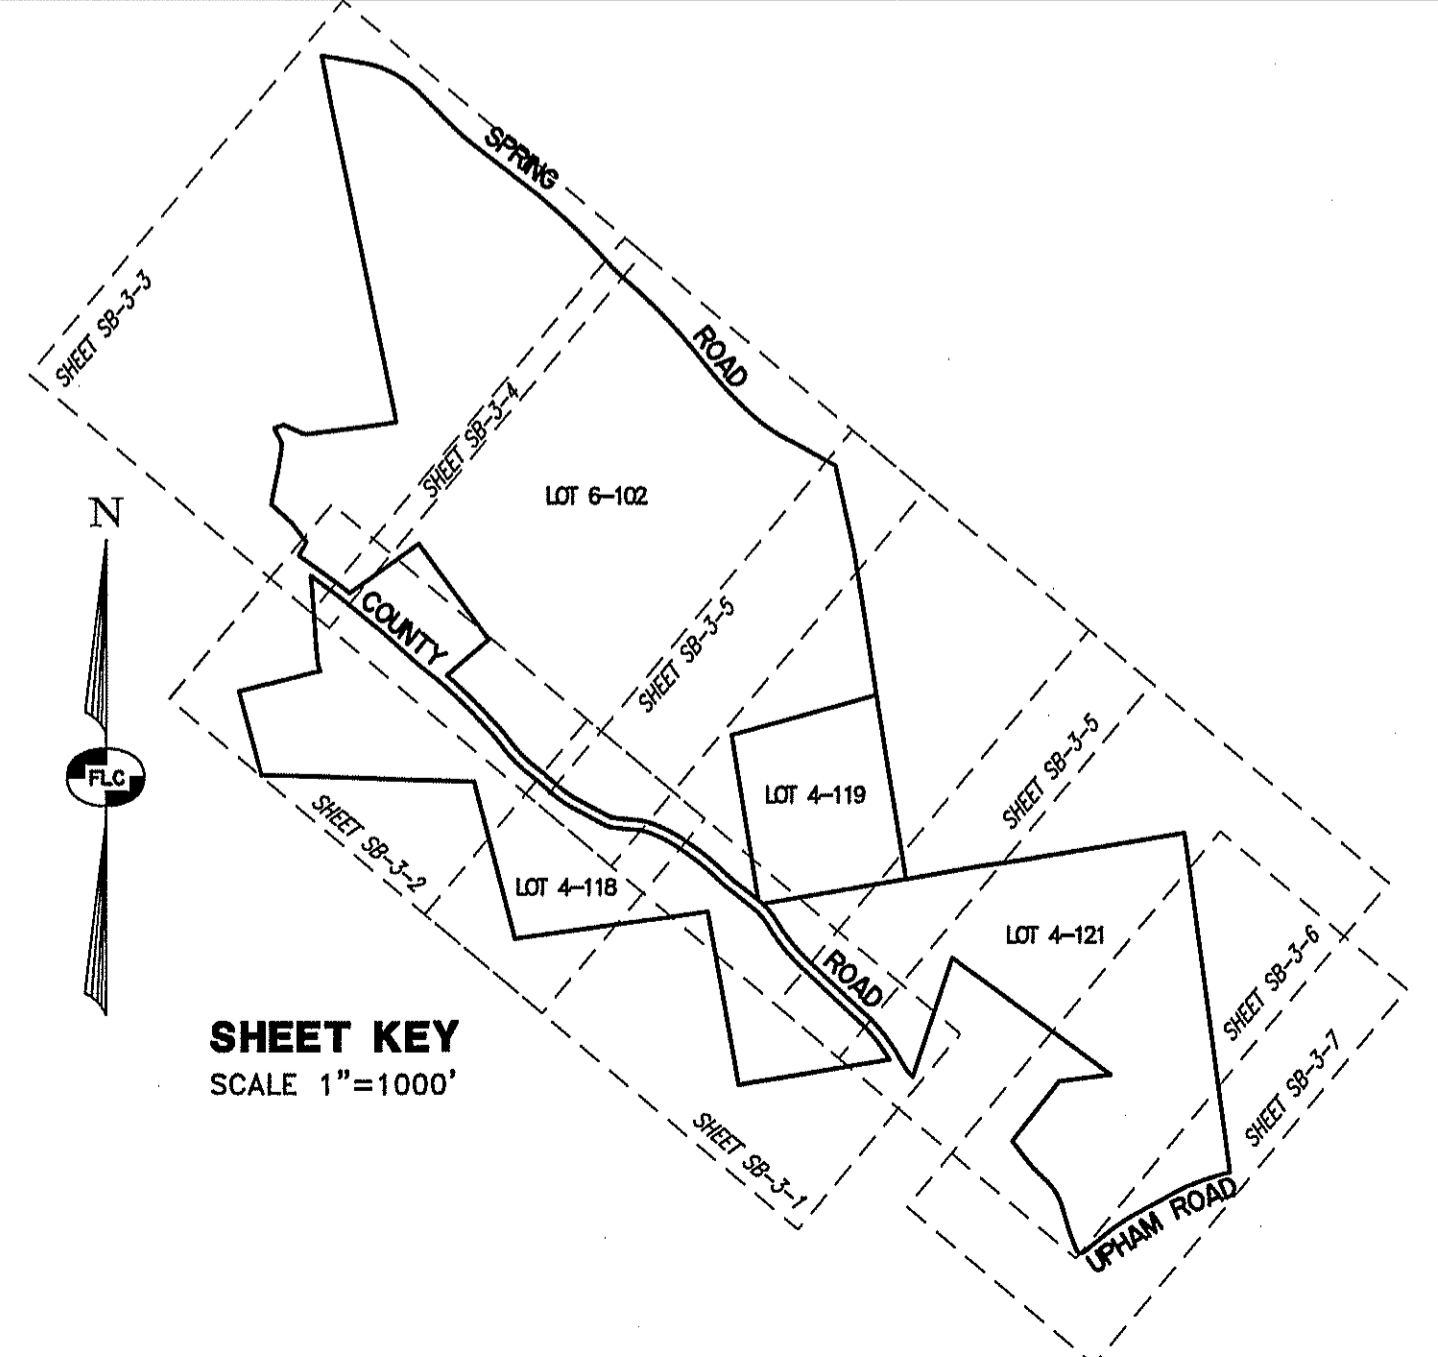 SPRING
ROAD
SHEET SB-3-3
SHEET SB-3-4
LOT 6-102
N
COUNTY
SHEET SB-3-5
FLC
LOT 4-119
SHEET SB-3-5
SHEET SB-3-2
LOT 4-118
LOT 4-121
ROAD
SHEET SB-3-6
SHEET KEY
SCALE 1"=1000'
SHEET SB-3-7
SHEET SB-3-1
UPHAM ROAD